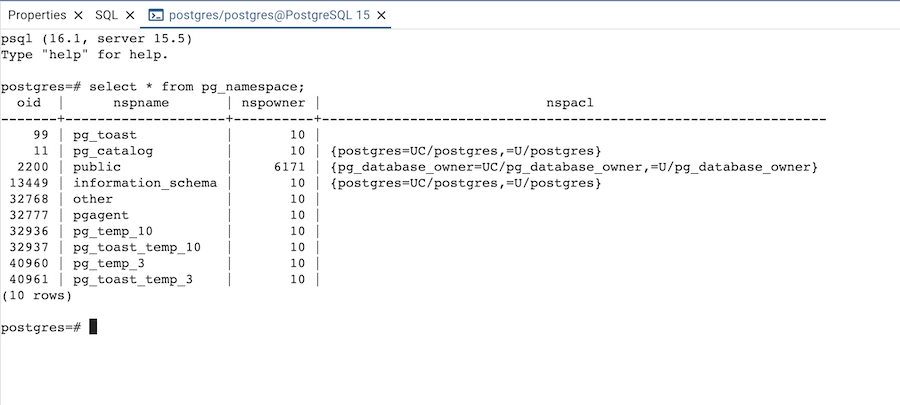 Properties SQL postgres/postgres@PostgreSQL 15
psql (16.1, server 15.5)
Type "help" for help.
postgres=# select * from pg_namespace;
  oid  |      nspname       | nspowner |                            nspacl
-------+--------------------+----------+---------------------------------------------------------------
    99 | pg_toast           |       10 |
    11 | pg_catalog         |       10 | {postgres=UC/postgres,=U/postgres}
  2200 | public             |     6171 | {pg_database_owner=UC/pg_database_owner,=U/pg_database_owner}
 13449 | information_schema |       10 | {postgres=UC/postgres,=U/postgres}
 32768 | other              |       10 |
 32777 | pgagent            |       10 |
 32936 | pg_temp_10         |       10 |
 32937 | pg_toast_temp_10   |       10 |
 40960 | pg_temp_3          |       10 |
 40961 | pg_toast_temp_3    |       10 |
(10 rows)
postgres=#